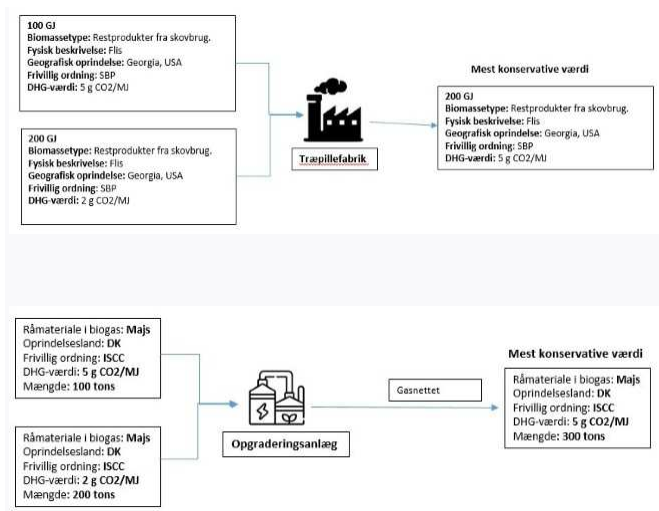 100 GJ
Biomassetype: Restprodukter fra skovbrug.
Fysisk beskrivelse: Flis
Geografisk oprindelse: Georgia, USA
Frivillig ordning: SBP
DHG-værdi: 5 g CO2/MJ
200 GJ
Biomassetype: Restprodukter fra skovbrug.
Fysisk beskrivelse: Flis
Geografisk oprindelse: Georgia, USA
Frivillig ordning: SBP
DHG-værdi: 2 g CO2/MJ
Træpillefabrik
Mest konservative værdi
200 GJ
Biomassetype: Restprodukter fra skovbrug.
Fysisk beskrivelse: Flis
Geografisk oprindelse: Georgia, USA
Frivillig ordning: SBP
DHG-værdi: 5 g CO2/MJ
Råmateriale i biogas: Majs
Oprindelsesland: DK
Frivillig ordning: ISCC
DHG-værdi: 5 g CO2/MJ
Mængde: 100 tons
Råmateriale i biogas: Majs
Oprindelsesland: DK
Frivillig ordning: ISCC
DHG-værdi: 2 g CO2/MJ
Mængde: 200 tons
Opgraderingsanlæg
Gasnettet
Mest konservative værdi
Råmateriale i biogas: Majs
Oprindelsesland: DK
Frivillig ordning: ISCC
DHG-værdi: 5 g CO2/MJ
Mængde: 300 tons